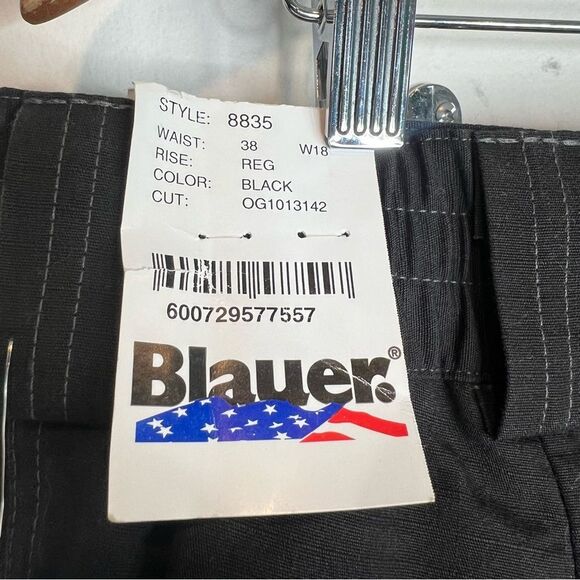 STYLE: 8835
WAIST: 38 W18
RISE: REG
COLOR: BLACK
CUT: OG1013142
600729577557
Blauer.®